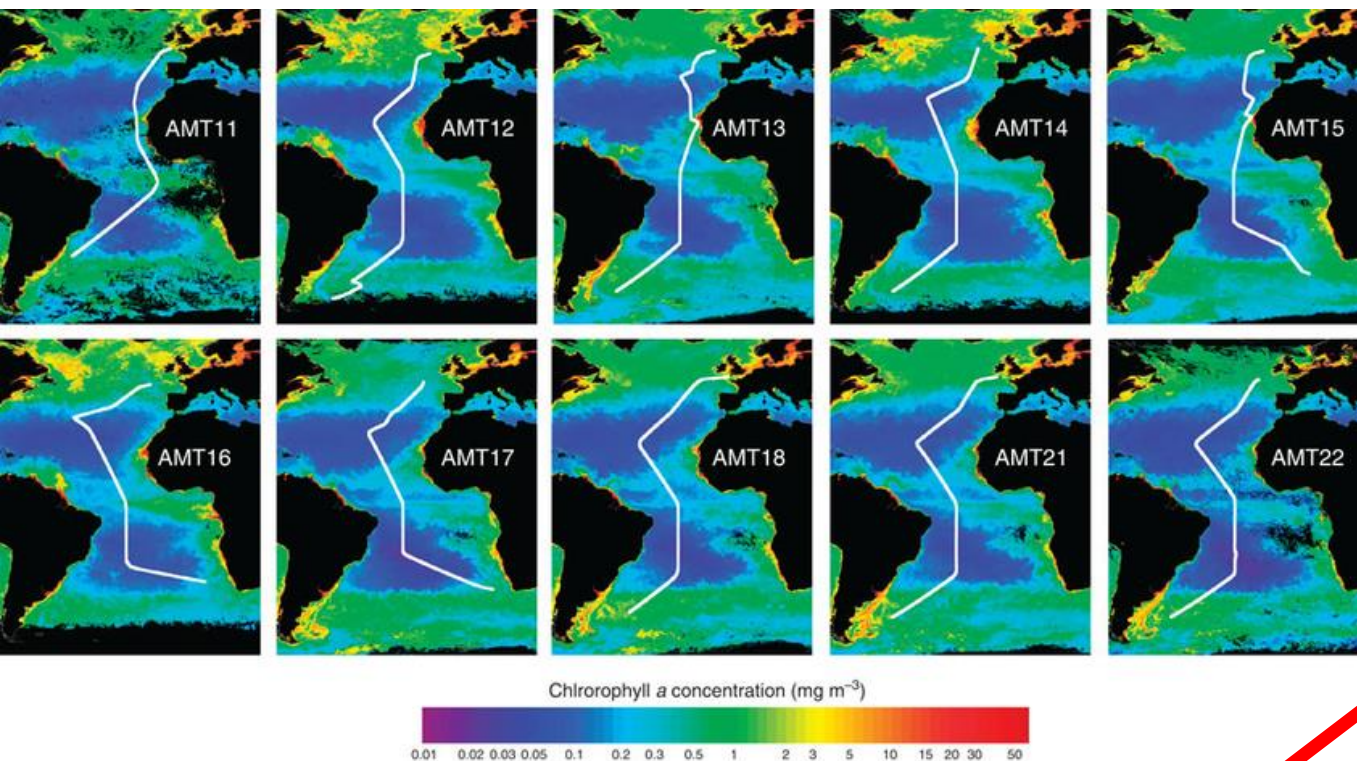 AMT11 AMT12 AMT13 AMT14 AMT15
AMT16 AMT17 AMT18 AMT21 AMT22
Chlrorophyll a concentration (mg m⁻³)
0.01 0.02 0.03 0.05 0.1 0.2 0.3 0.5 1 2 3 5 10 15 20 30 50